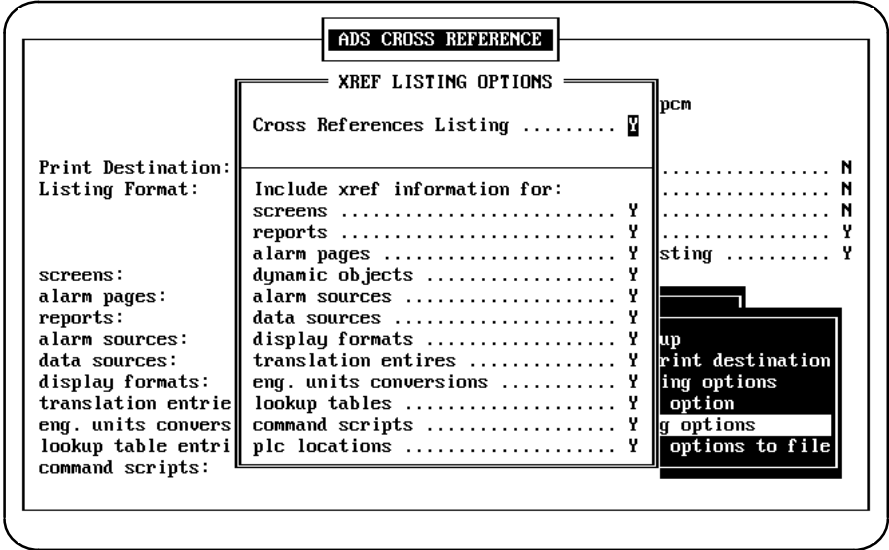 ADS CROSS REFERENCE
XREF LISTING OPTIONS
pcm
Cross References Listing ......... Y
Print Destination:
............... N
Listing Format:
Include xref information for:
............... N
screens .......................... Y
............... N
reports .......................... Y
............... Y
alarm pages ...................... Y
sting .......... Y
screens:
dynamic objects .................. Y
alarm pages:
alarm sources .................... Y
reports:
data sources ..................... Y
alarm sources:
display formats .................. Y
up
data sources:
translation entires .............. Y
rint destination
display formats:
eng. units conversions ........... Y
ing options
translation entrie
lookup tables .................... Y
option
eng. units convers
command scripts .................. Y
g options
lookup table entri
plc locations .................... Y
options to file
command scripts: